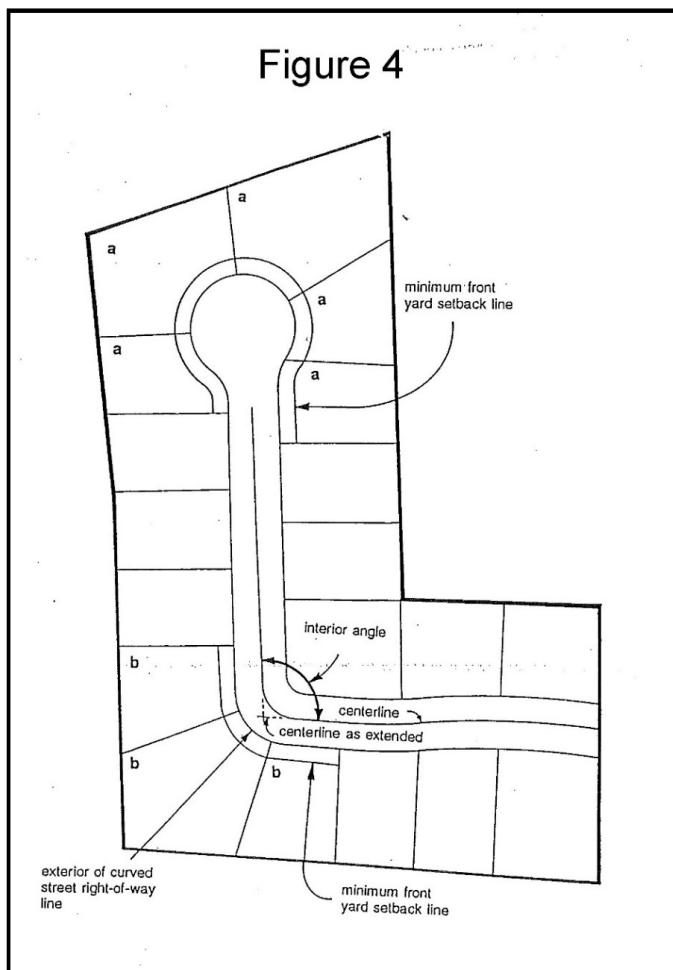 Figure 4
a
a
minimum front
yard setback line
a
a
a
interior angle
b
centerline
centerline as extended
b
b
exterior of curved
street right-of-way
line
minimum front
yard setback line